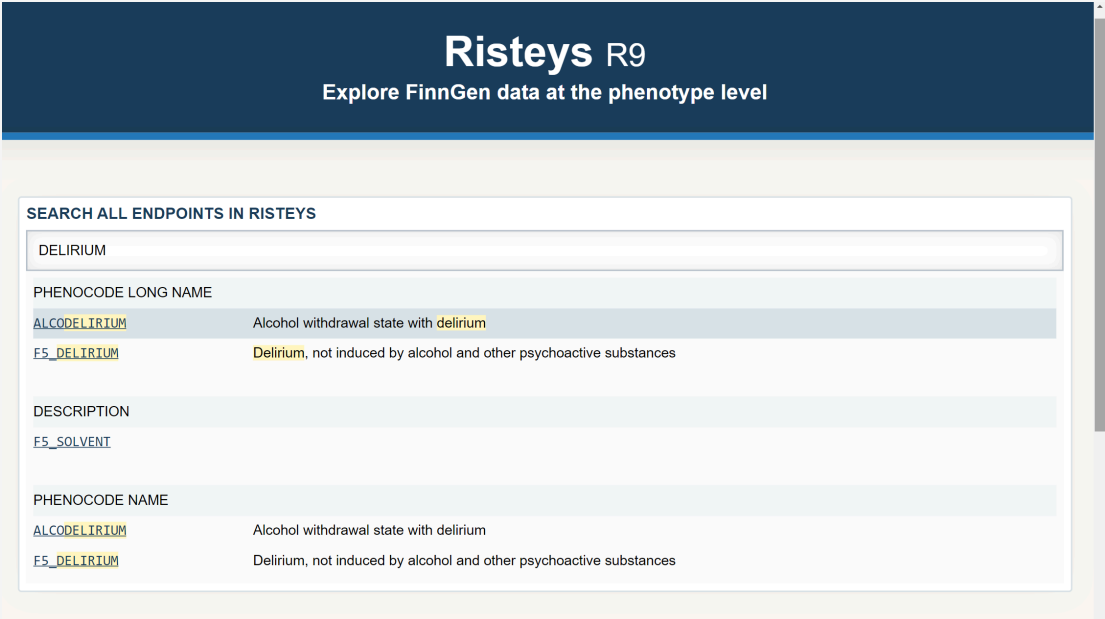 Risteys R9
Explore FinnGen data at the phenotype level
SEARCH ALL ENDPOINTS IN RISTEYS
DELIRIUM
PHENOCODE LONG NAME
ALCODELIRIUM Alcohol withdrawal state with delirium
F5_DELIRIUM Delirium, not induced by alcohol and other psychoactive substances
DESCRIPTION
F5_SOLVENT
PHENOCODE NAME
ALCODELIRIUM Alcohol withdrawal state with delirium
F5_DELIRIUM Delirium, not induced by alcohol and other psychoactive substances